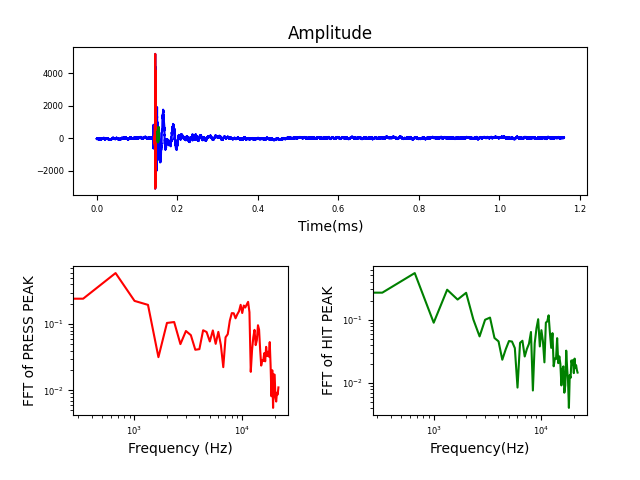 Amplitude
4000
2000
0
−2000
0.0 0.2 0.4 0.6 0.8 1.0 1.2
Time(ms)
FFT of PRESS PEAK
10⁻¹
10⁻²
10³ 10⁴
Frequency (Hz)
FFT of HIT PEAK
10⁻¹
10⁻²
10³ 10⁴
Frequency(Hz)